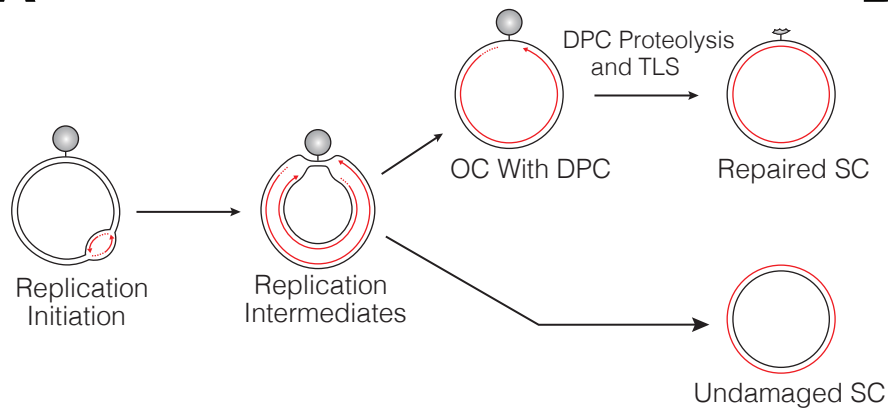 DPC Proteolysis
and TLS
OC With DPC
Repaired SC
Replication
Initiation
Replication
Intermediates
Undamaged SC